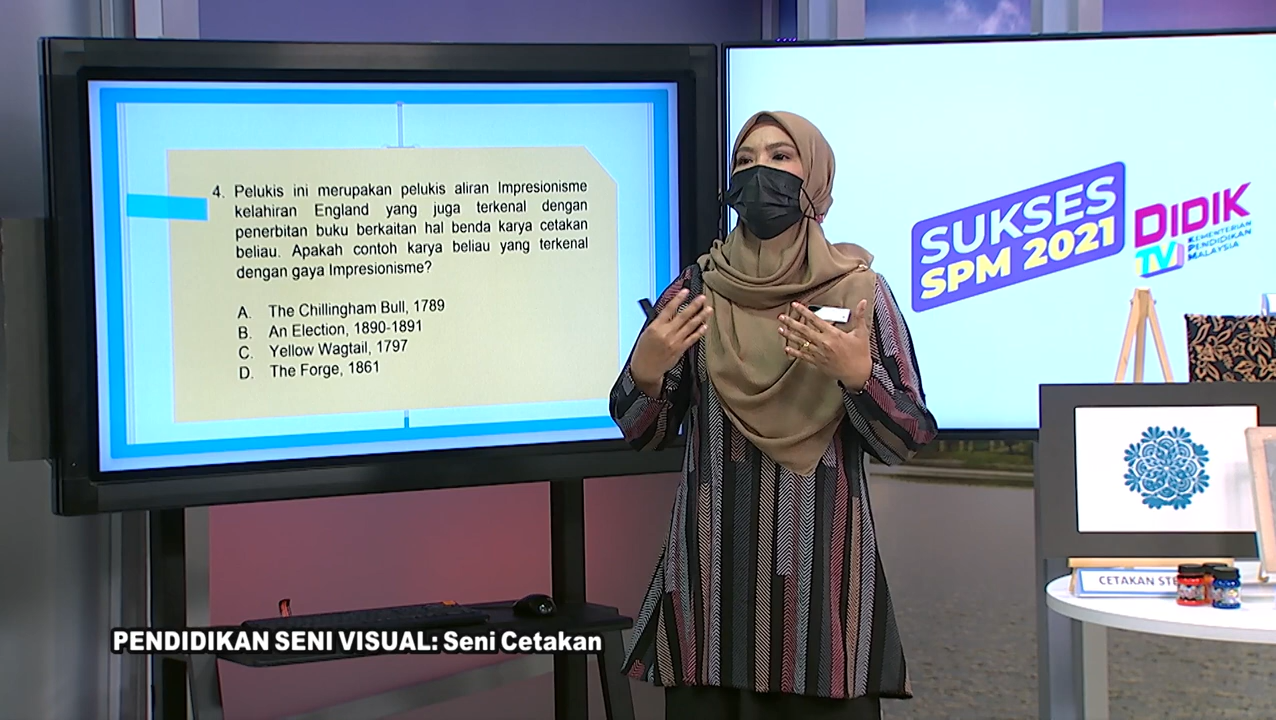 4. Pelukis ini merupakan pelukis aliran Impresionisme
kelahiran England yang juga terkenal dengan
penerbitan buku berkaitan hal benda karya cetakan
beliau. Apakah contoh karya beliau yang terkenal
dengan gaya Impresionisme?
A. The Chillingham Bull, 1789
B. An Election, 1890-1891
C. Yellow Wagtail, 1797
D. The Forge, 1861
SUKSES
SPM 2021
DIDIK
TV
KEMENTERIAN
PENDIDIKAN
MALAYSIA
CETAKAN
PENDIDIKAN SENI VISUAL: Seni Cetakan